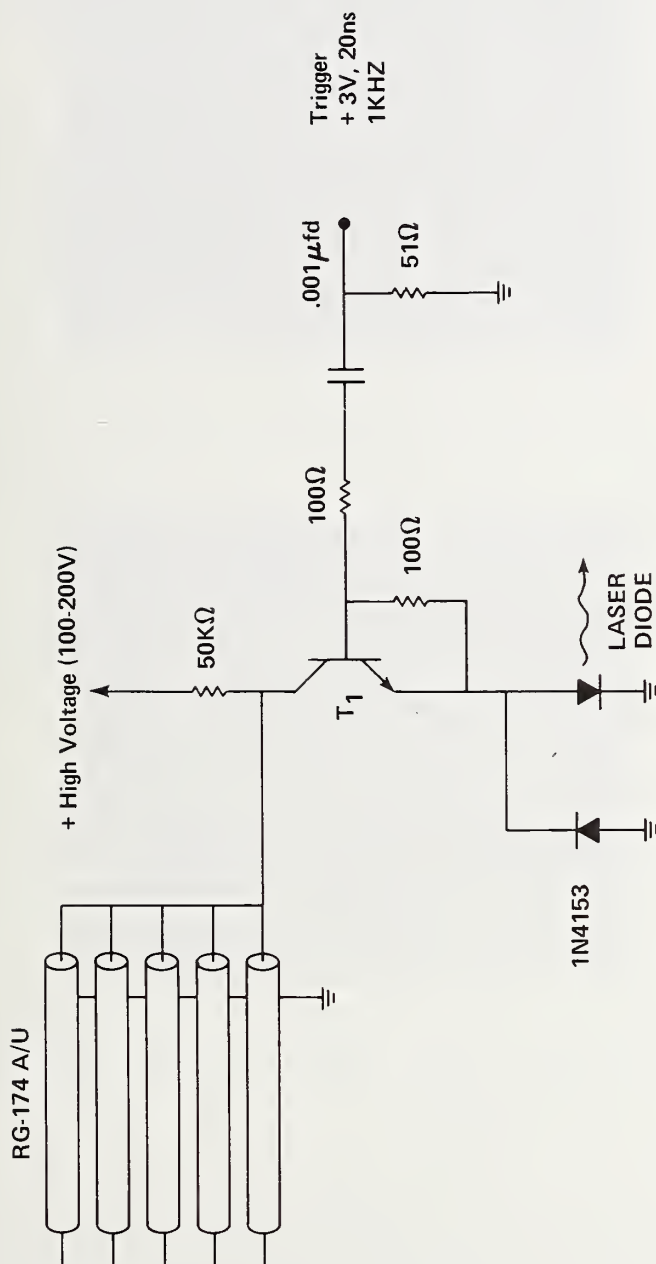 RG-174 A/U
+ High Voltage (100-200V)
50KΩ
T1
100Ω
100Ω
.001μfd
51Ω
Trigger
+ 3V, 20ns
1KHZ
1N4153
LASER
DIODE